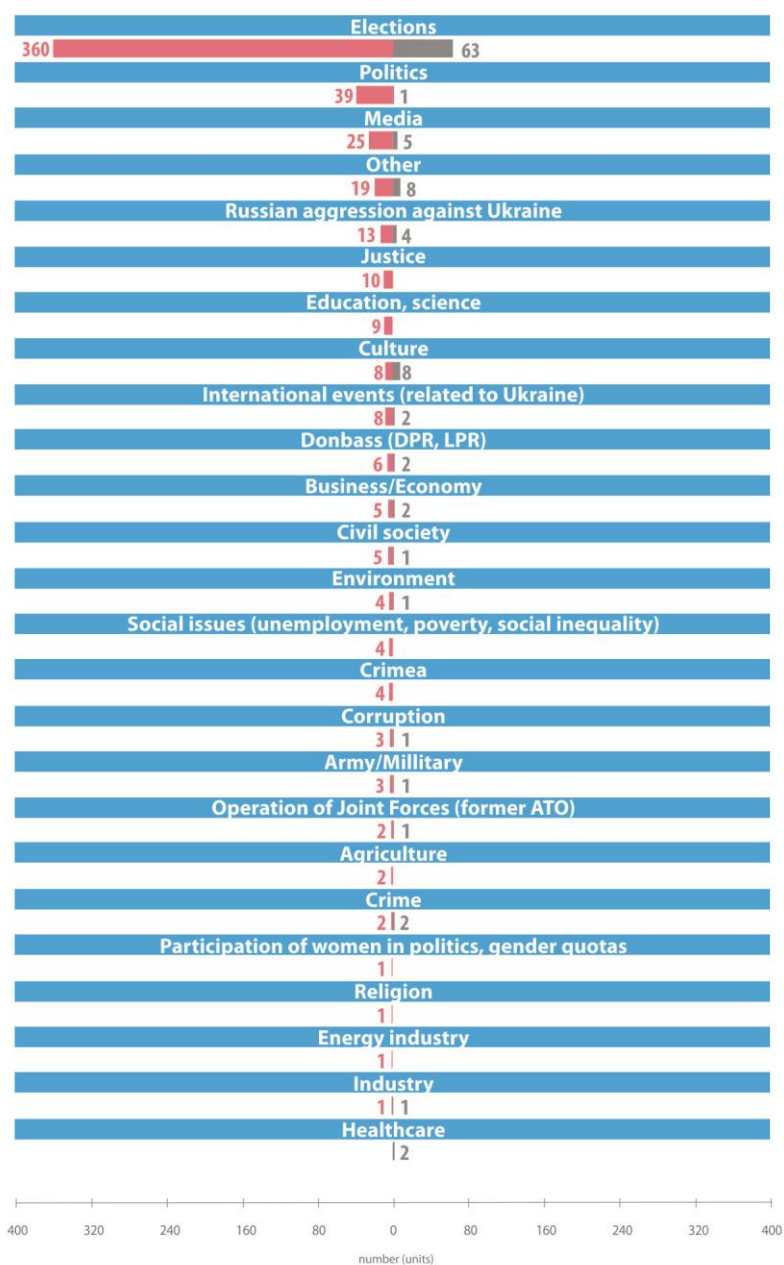 Elections
360 63
Politics
39 1
Media
25 5
Other
19 8
Russian aggression against Ukraine
13 4
Justice
10
Education, science
9
Culture
8 8
International events (related to Ukraine)
8 2
Donbass (DPR, LPR)
6 2
Business/Economy
5 2
Civil society
5 1
Environment
4 1
Social issues (unemployment, poverty, social inequality)
4
Crimea
4
Corruption
3 1
Army/Millitary
3 1
Operation of Joint Forces (former ATO)
2 1
Agriculture
2
Crime
2 2
Participation of women in politics, gender quotas
1
Religion
1
Energy industry
1
Industry
1 1
Healthcare
2
400 320 240 160 80 0 80 160 240 320 400
number (units)